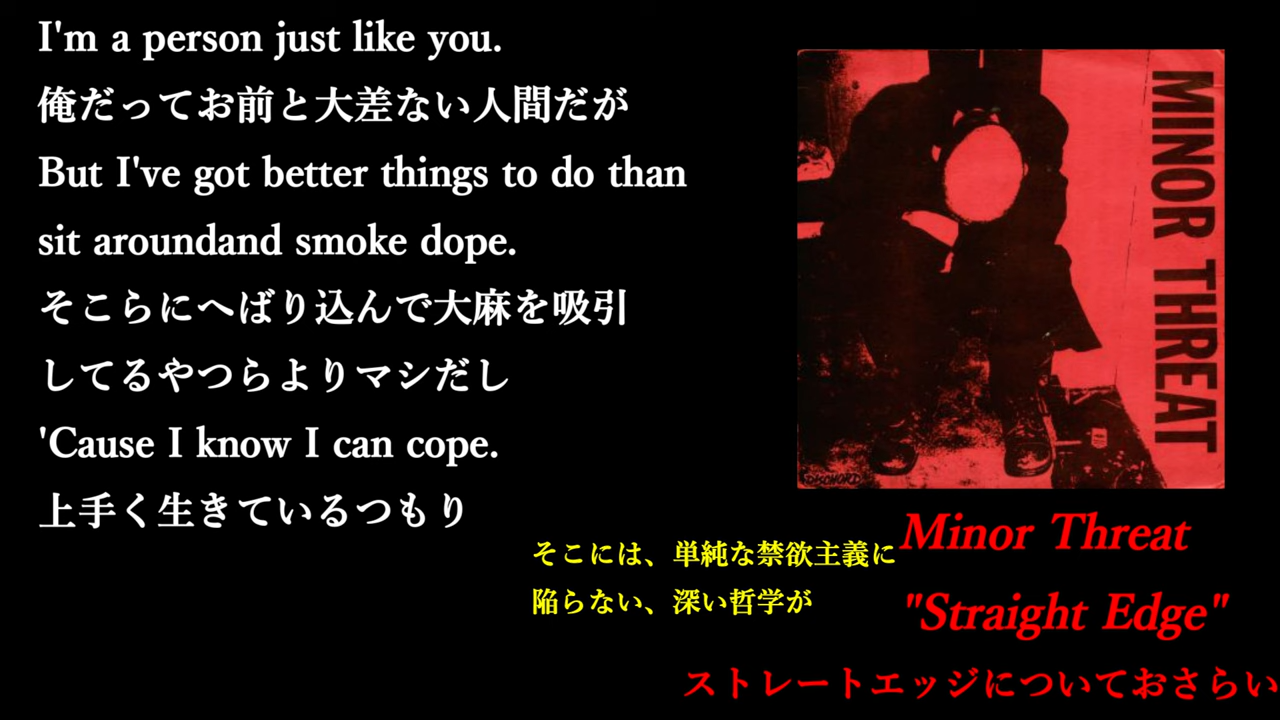 I'm a person just like you.
俺だってお前と大差ない人間だが
But I've got better things to do than
sit aroundand smoke dope.
そこらにへばり込んで大麻を吸引
してるやつらよりマシだし
'Cause I know I can cope.
上手く生きているつもり
MINOR THREAT
DISCHORD
そこには、単純な禁欲主義に
陥らない、深い哲学が
Minor Threat
"Straight Edge"
ストレートエッジについておさらい